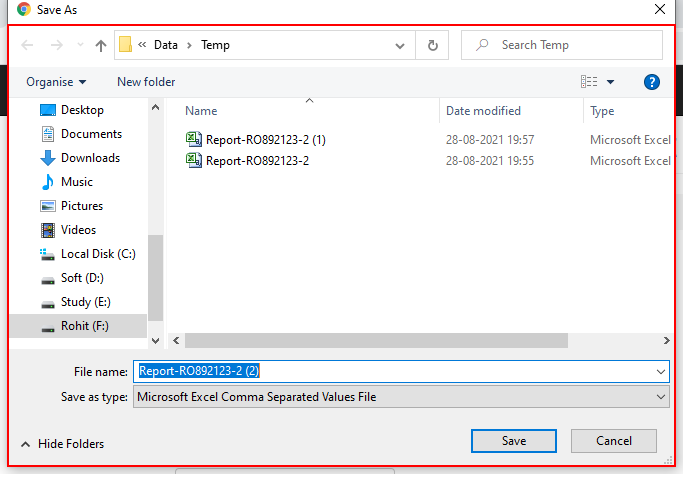 Save As
« Data > Temp
Search Temp
Organise
New folder
Name
Date modified
Type
Desktop
Documents
Downloads
Music
Pictures
Videos
Local Disk (C:)
Soft (D:)
Study (E:)
Rohit (F:)
Report-RO892123-2 (1) 28-08-2021 19:57 Microsoft Excel
Report-RO892123-2 28-08-2021 19:55 Microsoft Excel
File name: Report-RO892123-2 (2)
Save as type: Microsoft Excel Comma Separated Values File
Hide Folders
Save
Cancel